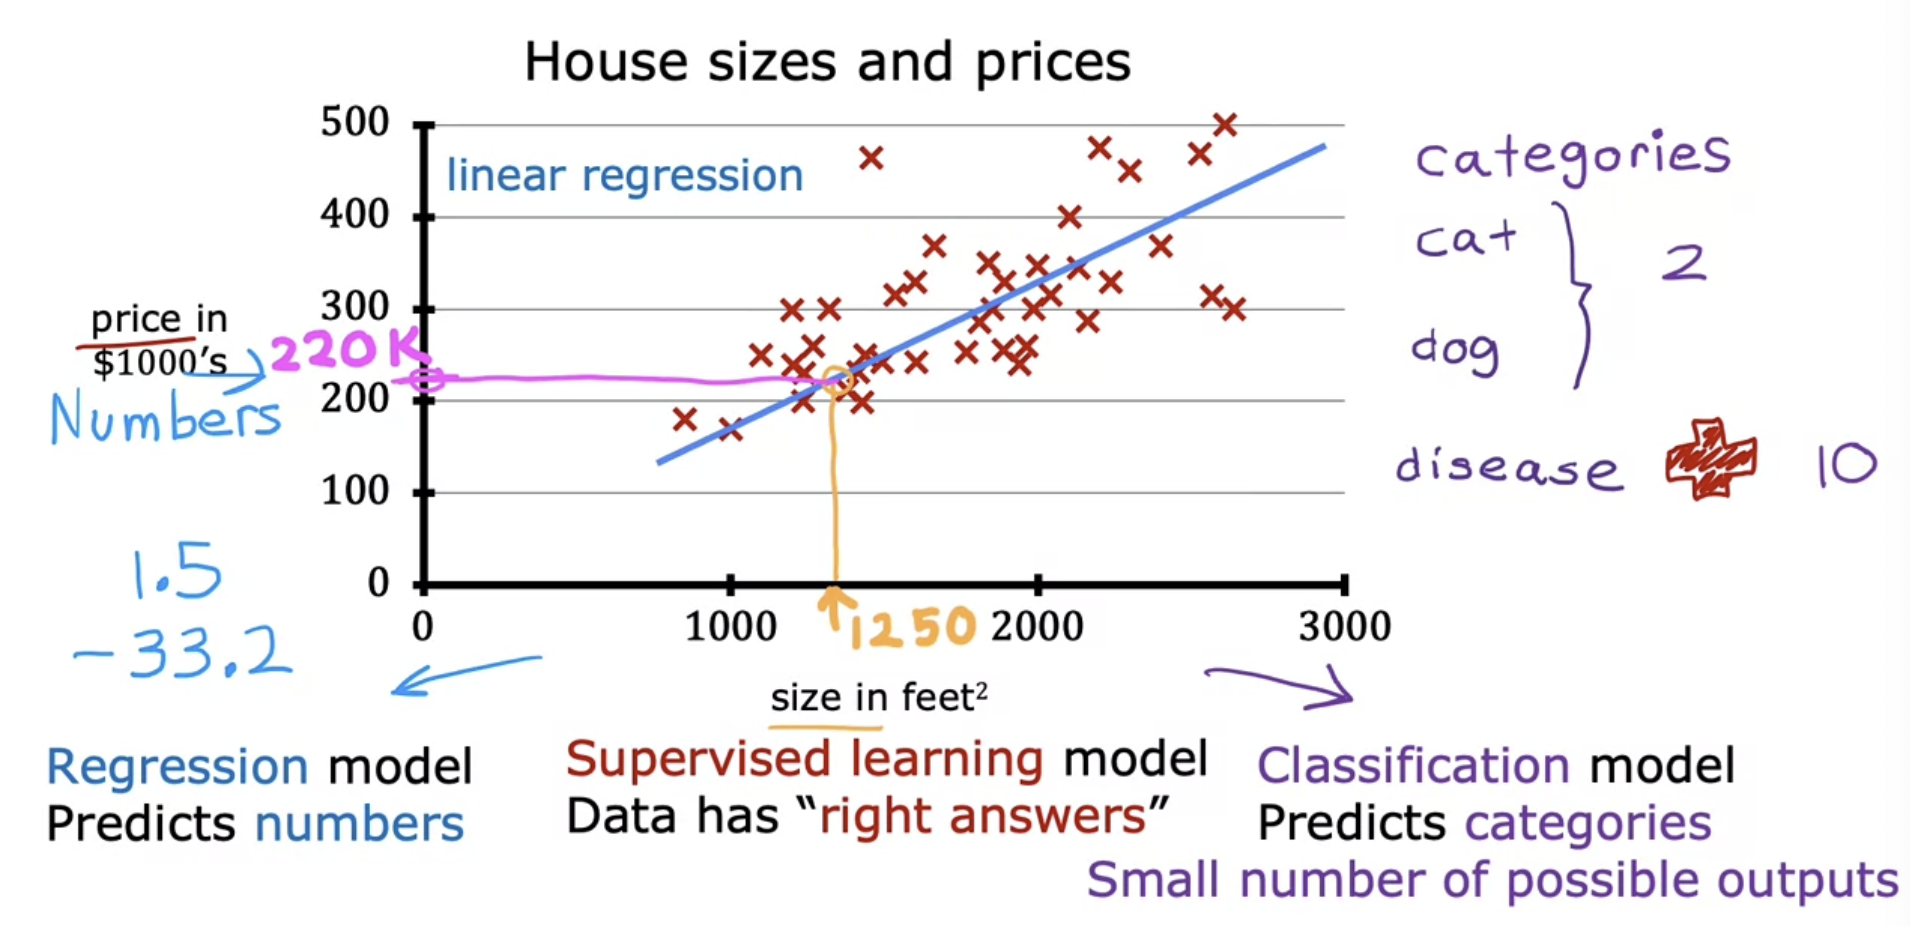 House sizes and prices
500
linear regression
400
300
200
100
0
price in
$1000's
220K
Numbers
1.5
-33.2
categories
cat
2
dog
disease 10
0 1000 1250 2000 3000
size in feet²
Regression model
Predicts numbers
Supervised learning model
Data has “right answers”
Classification model
Predicts categories
Small number of possible outputs